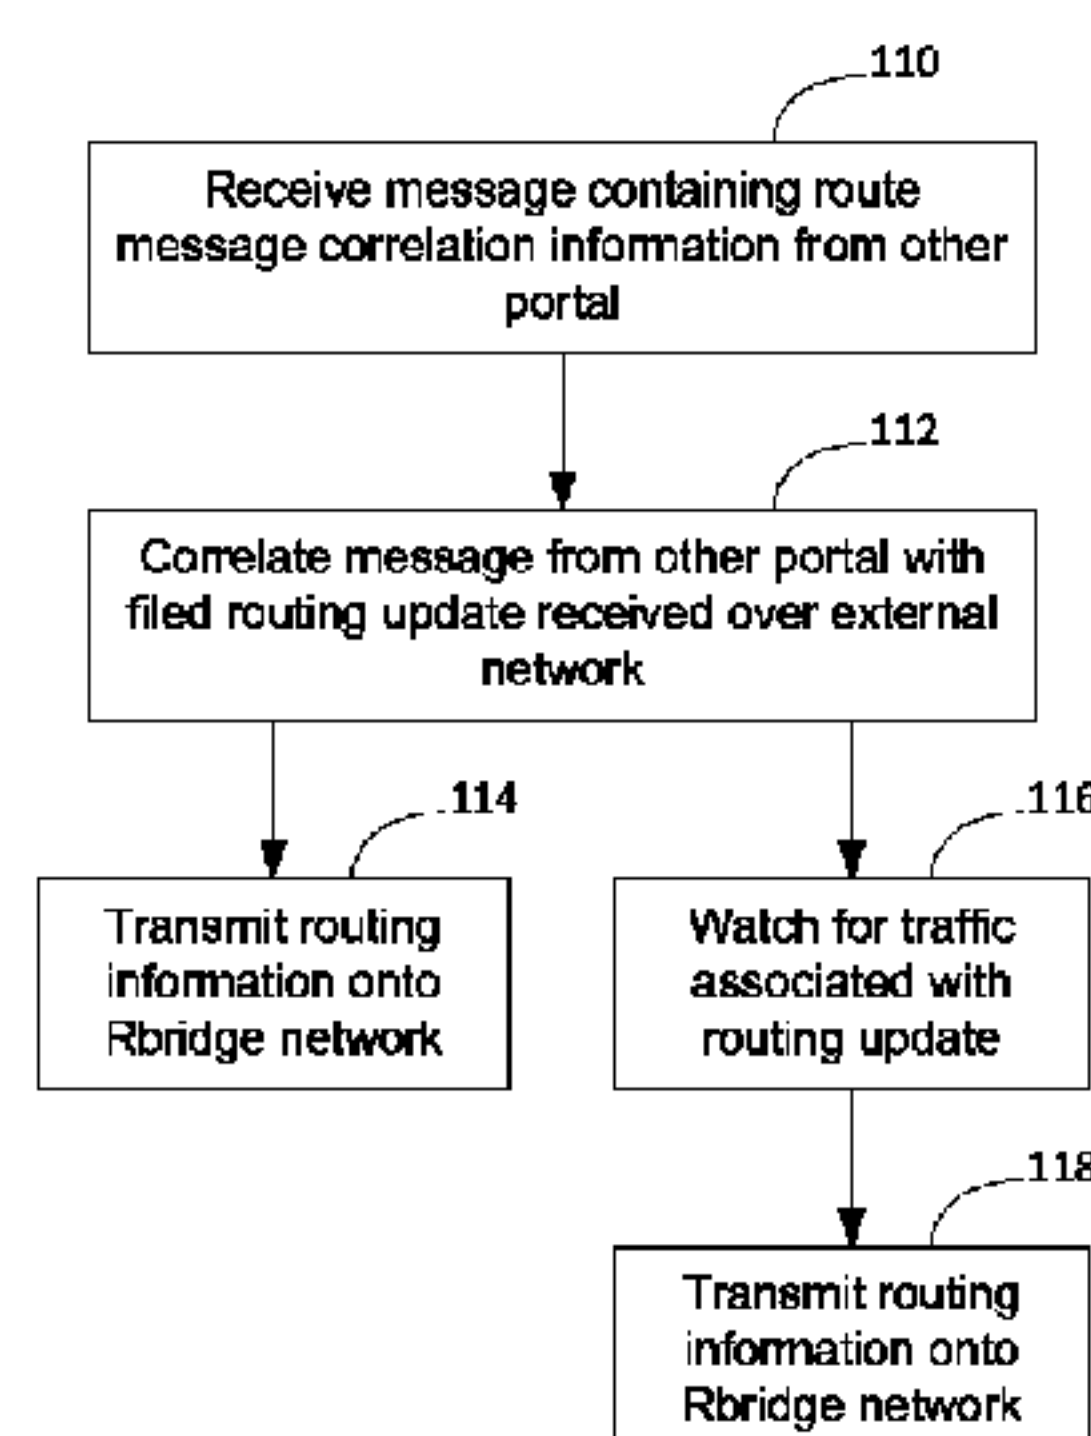 110
Receive message containing route
message correlation information from other
portal
112
Correlate message from other portal with
filed routing update received over external
network
114
116
Transmit routing
information onto
Rbridge network
Watch for traffic
associated with
routing update
118
Transmit routing
information onto
Rbridge network